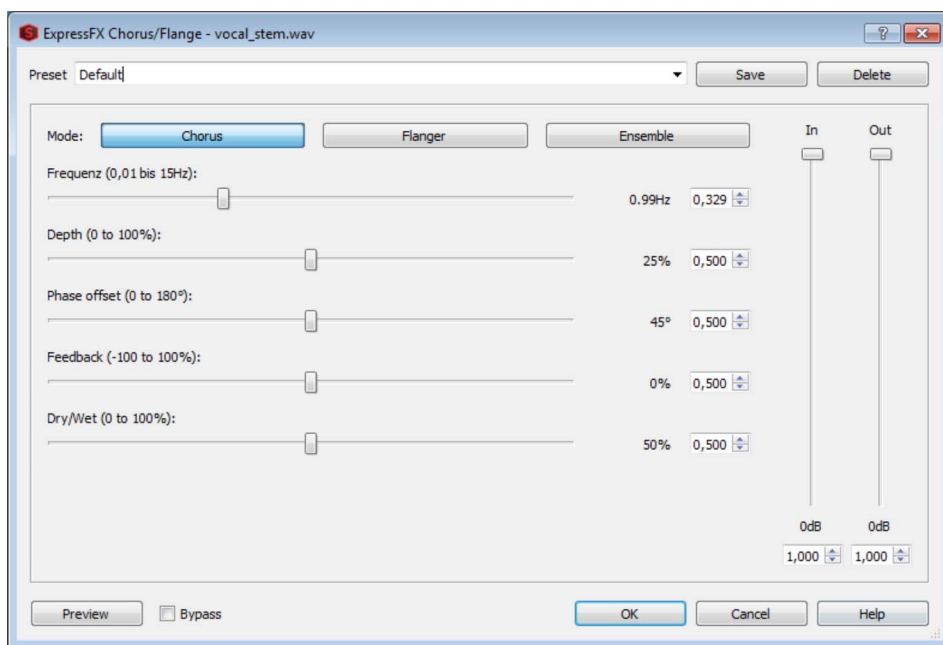 ExpressFX Chorus/Flange - vocal_stem.wav
Preset Default Save Delete
Mode: Chorus Flanger Ensemble In Out
Frequenz (0,01 bis 15Hz):
0.99Hz 0,329
Depth (0 to 100%):
25% 0,500
Phase offset (0 to 180°):
45° 0,500
Feedback (-100 to 100%):
0% 0,500
Dry/Wet (0 to 100%):
50% 0,500
0dB 0dB
1,000 1,000
Preview Bypass OK Cancel Help